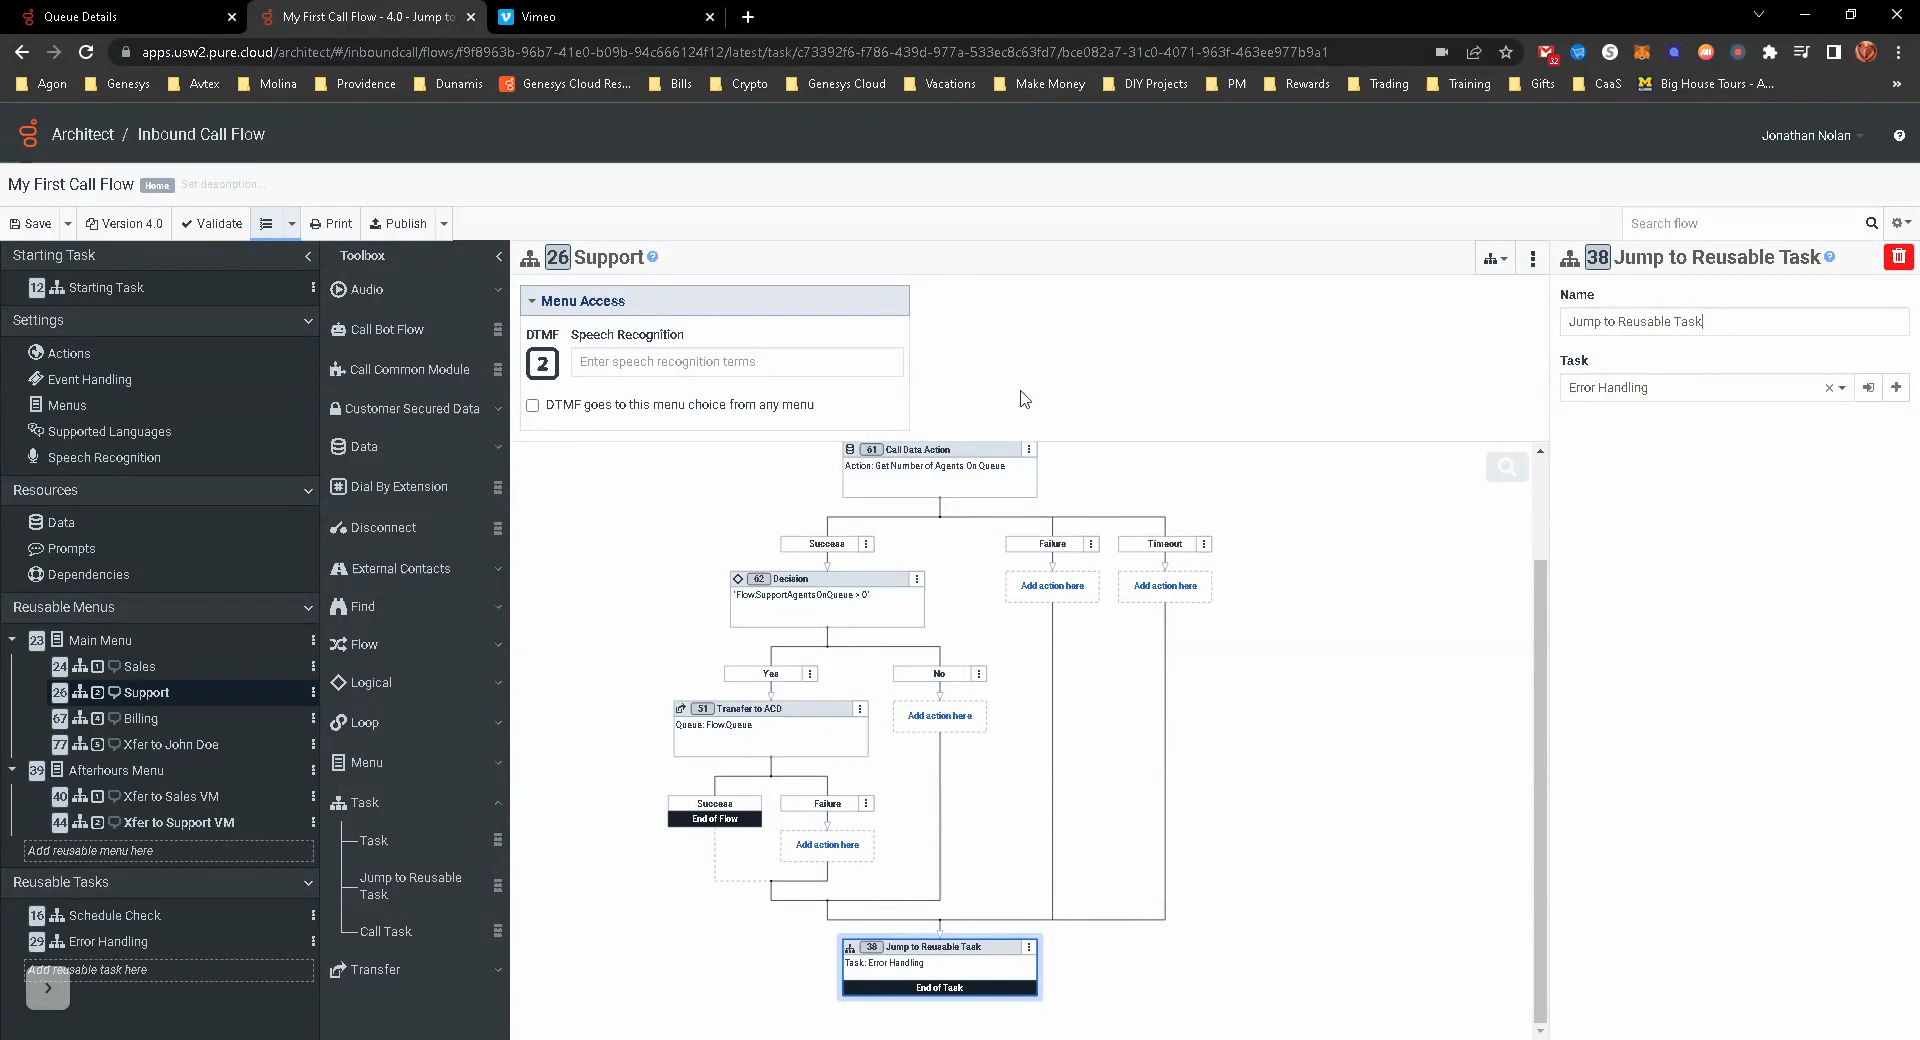 Queue Details
My First Call Flow - 4.0 - Jump to
Vimeo
apps.usw2.pure.cloud/architect/#/inboundcall/flows/f9f8963b-96b7-41e0-b09b-94c666124f12/latest/task/c73392f6-f786-439d-977a-533ec8c63fd7/bce082a7-31c0-4071-963f-463ee977b9a1
32
Agon
Genesys
Avtex
Molina
Providence
Dunamis
Genesys Cloud Res...
Bills
Crypto
Genesys Cloud
Vacations
Make Money
DIY Projects
PM
Rewards
Trading
Training
Gifts
CaaS
Big House Tours - A...
Architect / Inbound Call Flow
Jonathan Nolan
My First Call Flow Home Set description...
Save
Version 4.0
Validate
Print
Publish
Search flow
Starting Task
12 Starting Task
Settings
Actions
Event Handling
Menus
Supported Languages
Speech Recognition
Resources
Data
Prompts
Dependencies
Reusable Menus
23 Main Menu
24 1 Sales
26 2 Support
67 4 Billing
77 5 Xfer to John Doe
39 Afterhours Menu
40 1 Xfer to Sales VM
44 2 Xfer to Support VM
Add reusable menu here
Reusable Tasks
16 Schedule Check
29 Error Handling
Add reusable task here
Toolbox
Audio
Call Bot Flow
Call Common Module
Customer Secured Data
Data
Dial By Extension
Disconnect
External Contacts
Find
Flow
Logical
Loop
Menu
Task
Task
Jump to Reusable
Task
Call Task
Transfer
26 Support
Menu Access
DTMF Speech Recognition
2 Enter speech recognition terms
DTMF goes to this menu choice from any menu
61 Call Data Action
Action: Get Number of Agents On Queue
Success
Failure
Timeout
62 Decision
'Flow.SupportAgentsOnQueue > 0'
Add action here
Add action here
Yes
No
51 Transfer to ACD
Queue: Flow.Queue
Add action here
Success
End of Flow
Failure
Add action here
38 Jump to Reusable Task
Task: Error Handling
End of Task
38 Jump to Reusable Task
Name
Jump to Reusable Task
Task
Error Handling